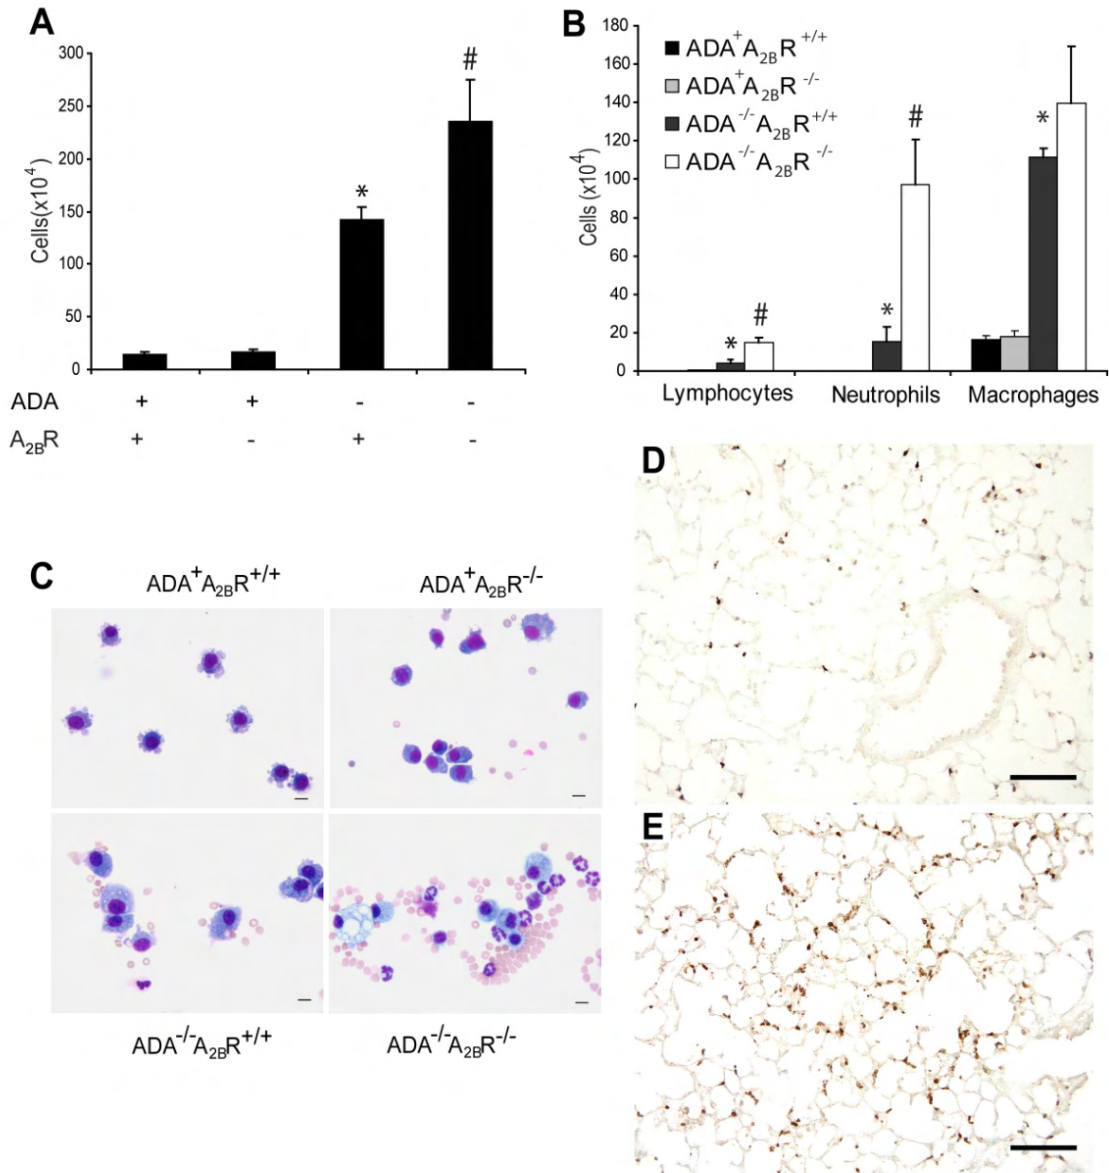 A
300
250
200
150
100
50
0
Cells(x10⁴)
*
#
ADA + + - -
A₂BR + - + -
B
180
160
140
120
100
80
60
40
20
0
Cells (x10⁴)
ADA⁺A₂BR⁺/⁺
ADA⁺A₂BR⁻/⁻
ADA⁻/⁻A₂BR⁺/⁺
ADA⁻/⁻A₂BR⁻/⁻
* # * # *
Lymphocytes Neutrophils Macrophages
C
ADA⁺A₂BR⁺/⁺ ADA⁺A₂BR⁻/⁻
ADA⁻/⁻A₂BR⁺/⁺ ADA⁻/⁻A₂BR⁻/⁻
D
E